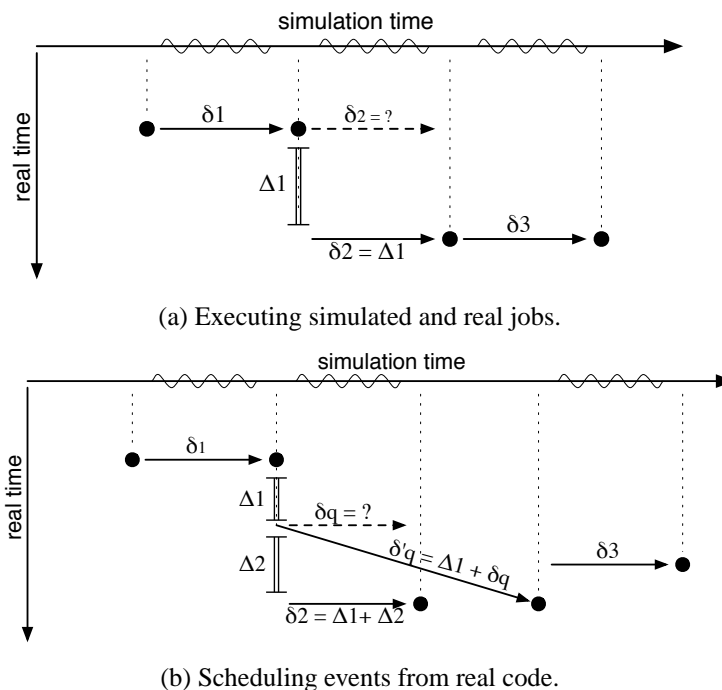 simulation time
real time
δ1
δ2 = ?
Δ1
δ2 = Δ1
δ3
(a) Executing simulated and real jobs.
simulation time
real time
δ1
Δ1
δq = ?
Δ2
δ'q = Δ1 + δq
δ3
δ2 = Δ1+ Δ2
(b) Scheduling events from real code.